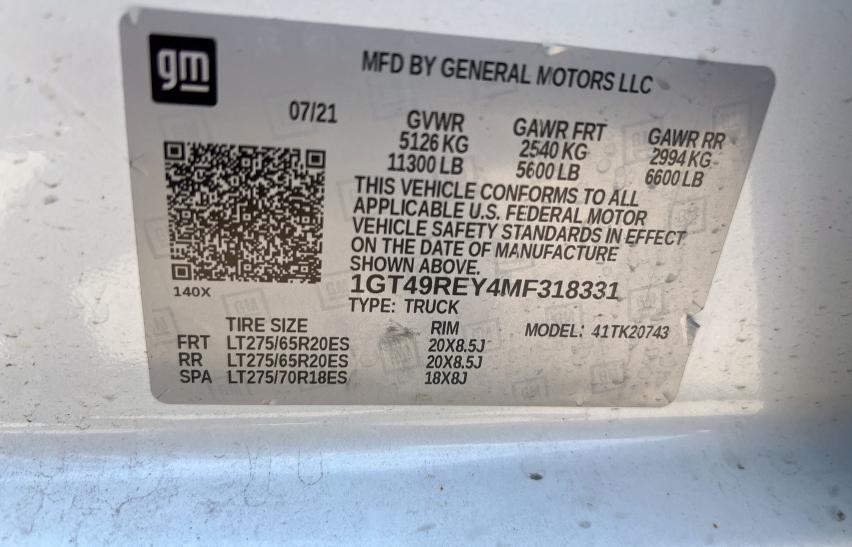 gm
MFD BY GENERAL MOTORS LLC
07/21
GVWR
5126 KG
11300 LB
GAWR FRT
2540 KG
5600 LB
GAWR RR
2994 KG
6600 LB
THIS VEHICLE CONFORMS TO ALL
APPLICABLE U.S. FEDERAL MOTOR
VEHICLE SAFETY STANDARDS IN EFFECT
ON THE DATE OF MANUFACTURE
SHOWN ABOVE.
140X
1GT49REY4MF318331
TYPE: TRUCK
TIRE SIZE RIM MODEL: 41TK20743
FRT LT275/65R20ES 20X8.5J
RR LT275/65R20ES 20X8.5J
SPA LT275/70R18ES 18X8J